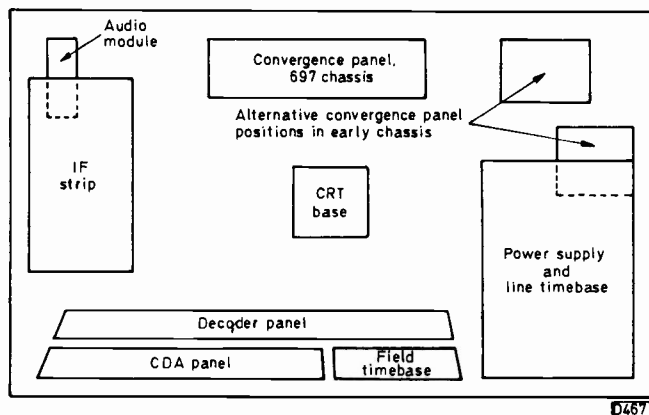 Audio
module
Convergence panel,
697 chassis
Alternative convergence panel
positions in early chassis
IF
strip
CRT
base
Power supply
and
line timebase
Decoder panel
CDA panel
Field
timebase
D467